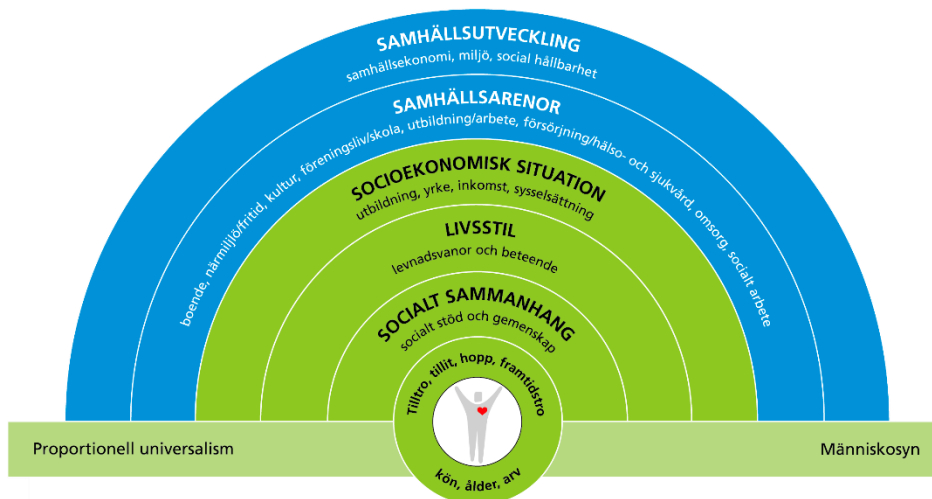 SAMHÄLLSUTVECKLING
samhällsekonomi, miljö, social hållbarhet
SAMHÄLLSARENOR
boende, närmiljlö/fritid, kultur, föreningsliv/skola, utbildning/arbete, försörjning/hälso- och sjukvård, omsorg, socialt arbete
SOCIOEKONOMISK SITUATION
utbildning, yrke, inkomst, sysselsättning
LIVSSTIL
levnadsvanor och beteende
SOCIALT SAMMANHANG
socialt stöd och gemenskap
Tilltro, tillit, hopp, framtidstro
Proportionell universalism
Människosyn
kön, ålder, arv